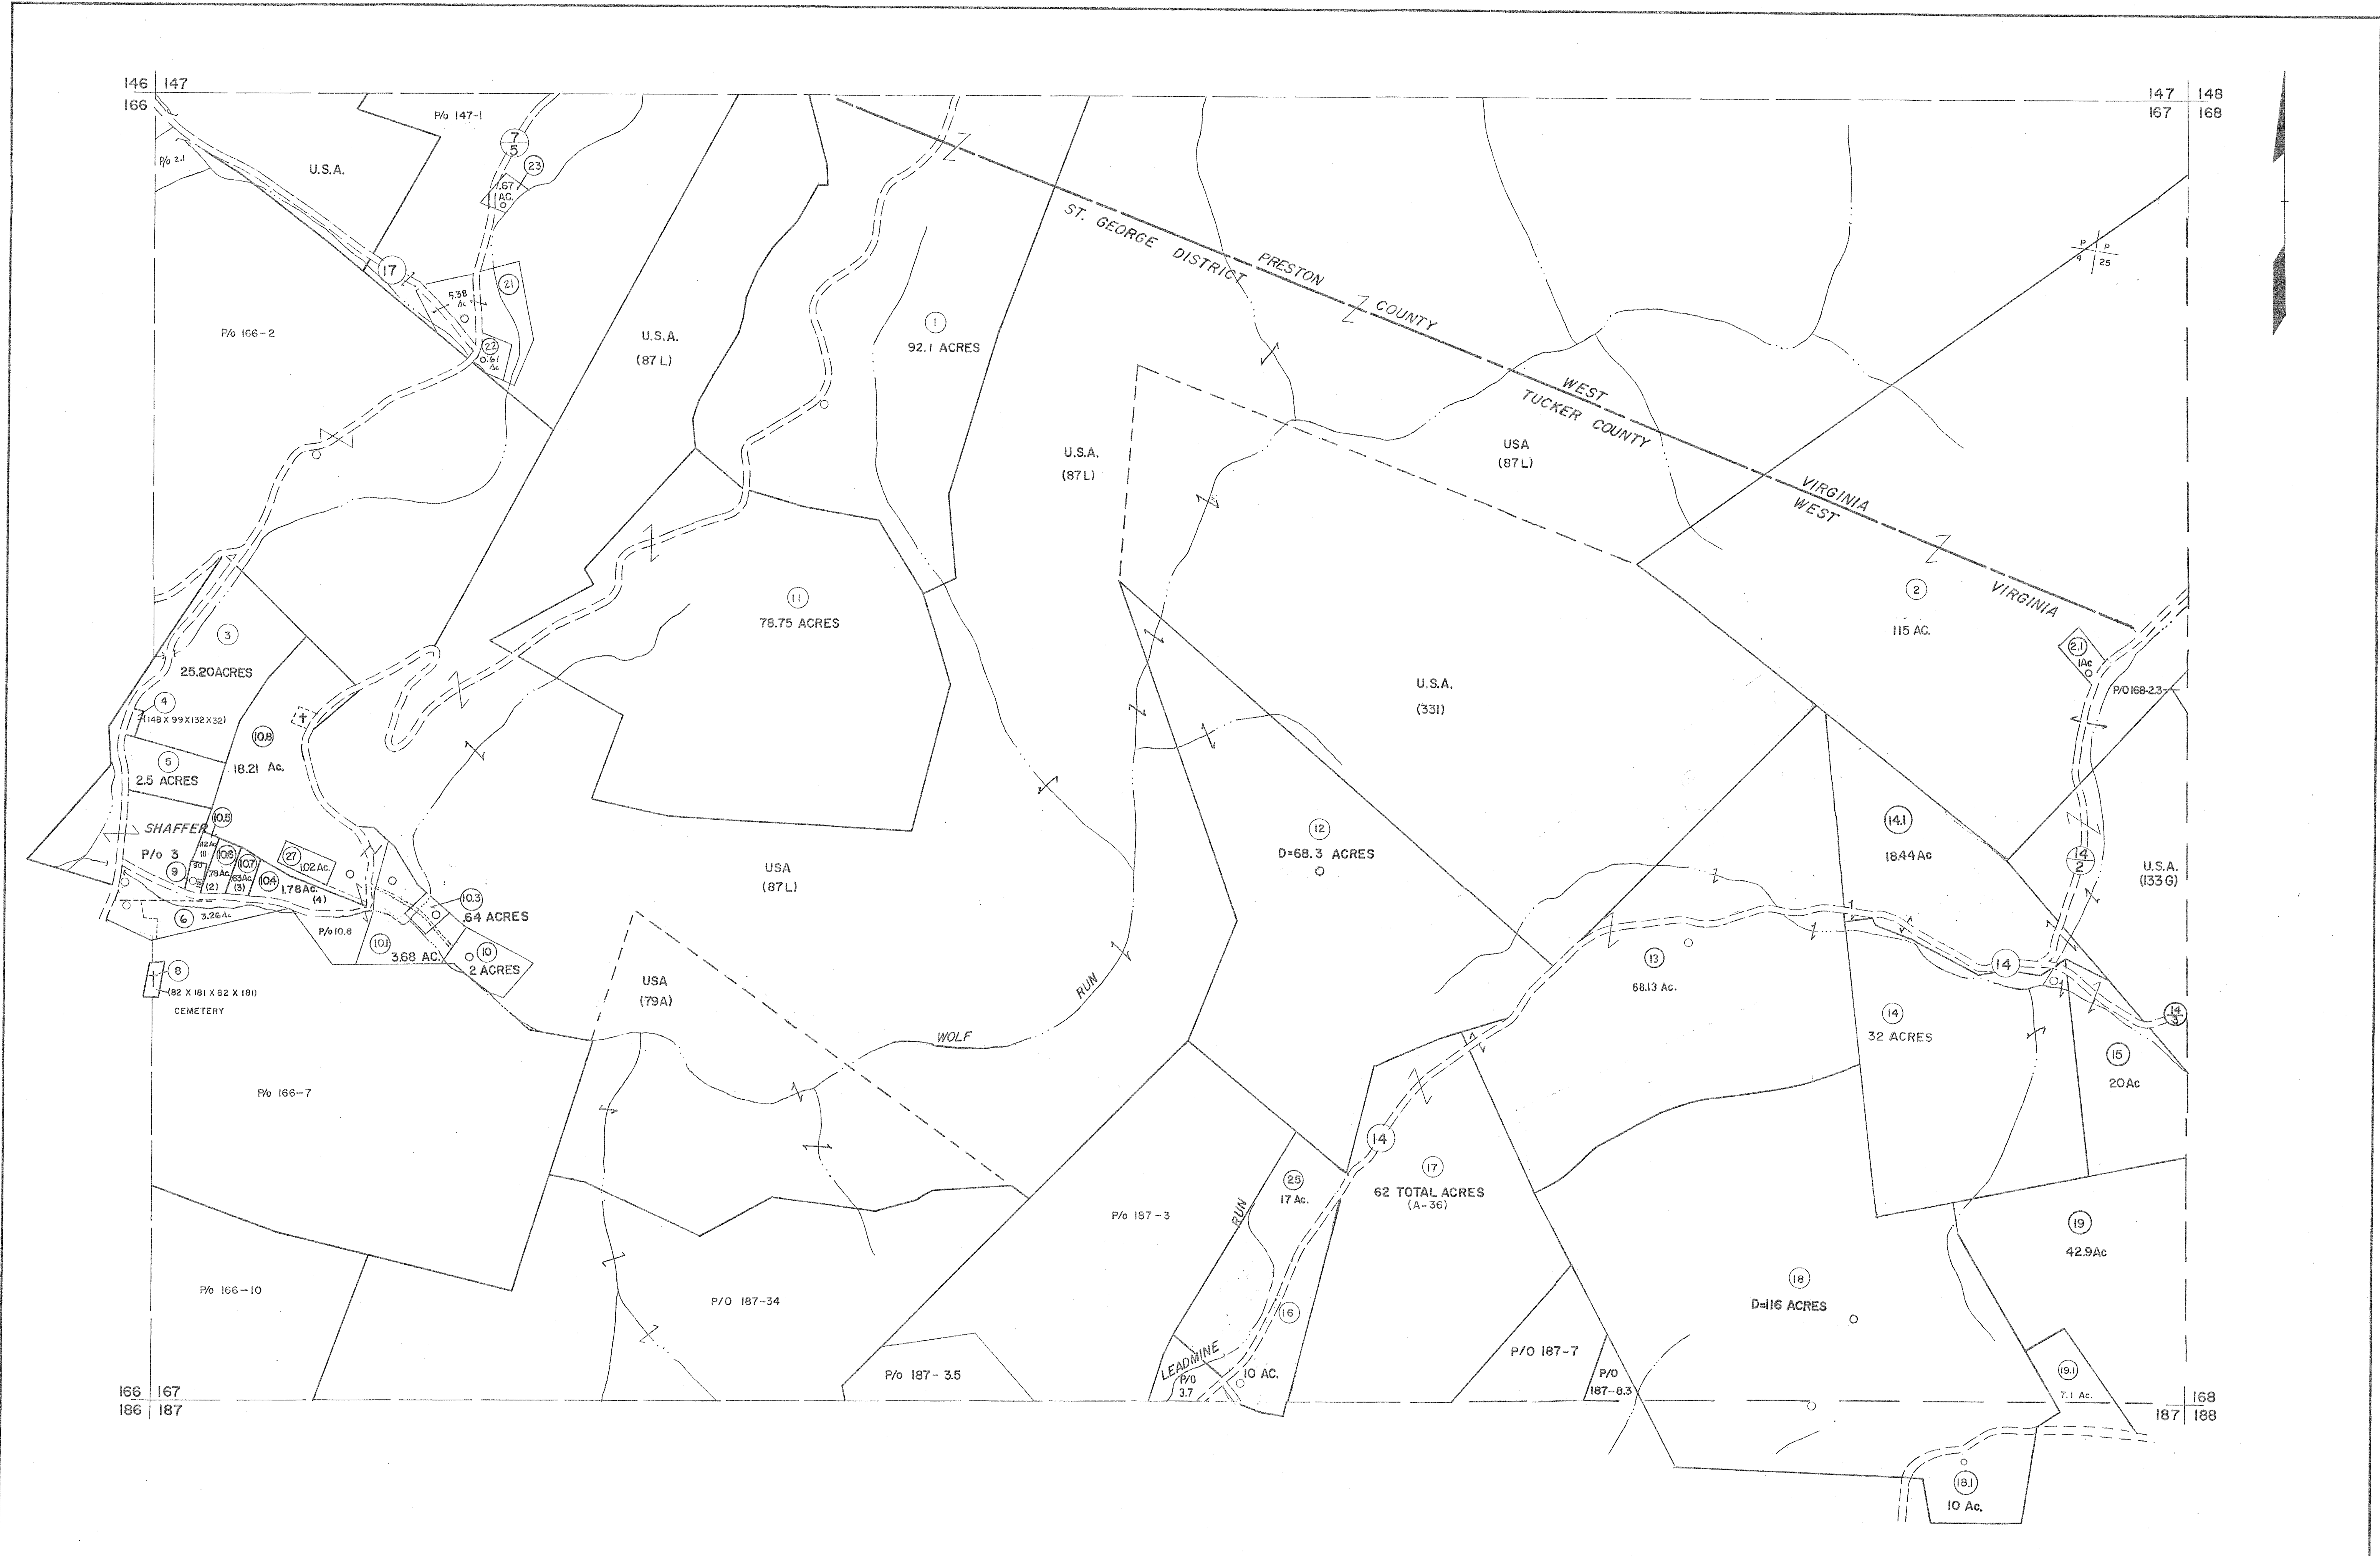 146 147
166
147 148
167 168
P/o 147-1
7
5
23
.67
AC.
P/o 2.1
U.S.A.
17
21
5.38
Ac
22
0.61
Ac
P/o 166-2
U.S.A.
(87 L)
1
92.1 ACRES
ST. GEORGE DISTRICT
PRESTON COUNTY
WEST VIRGINIA
TUCKER COUNTY
WEST VIRGINIA
P P
4 25
U.S.A.
(87 L)
USA
(87 L)
2
115 AC.
2.1
1Ac
P/O 168-2.3
11
78.75 ACRES
3
25.20 ACRES
4
(148 X 99 X 132 X 32)
10.8
18.21 Ac.
5
2.5 ACRES
U.S.A.
(331)
SHAFFER
P/o 3
10.5
.42 Ac
(1)
10.6
.78 Ac.
(2)
10.7
.83 Ac.
(3)
27
1.02 Ac.
10.4
1.78 Ac.
(4)
9
90
6
3.26 Ac
P/o 10.8
10.1
3.68 AC.
10.3
.64 ACRES
10
2 ACRES
USA
(87 L)
12
D=68.3 ACRES
14.1
18.44 Ac
14
2
U.S.A.
(133 G)
8
(82 X 181 X 82 X 181)
CEMETERY
USA
(79A)
WOLF RUN
13
68.13 Ac.
14
14
32 ACRES
14
3
15
20 Ac
P/o 166-7
14
25
17 Ac.
17
62 TOTAL ACRES
(A-36)
P/o 187-3
LEADMINE RUN
19
42.9 Ac
P/o 166-10
P/O 187-34
16
10 AC.
18
D=116 ACRES
P/o 187-3.5
P/O
3.7
P/O 187-7
P/O
187-8.3
19.1
7.1 Ac.
166 167
186 187
168
187 188
18.1
10 Ac.